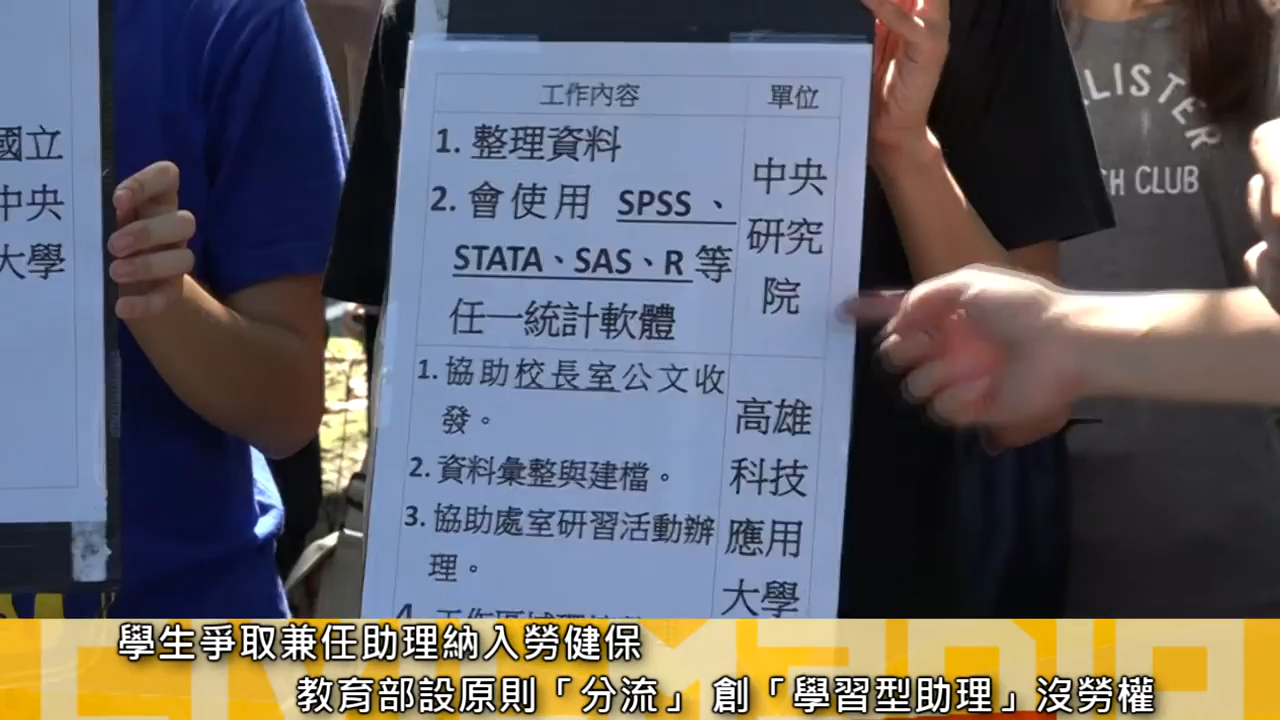 國立
中央
大學
工作內容
單位
1. 整理資料
2. 會使用 SPSS、
STATA、SAS、R 等
任一統計軟體
中央
研究
院
1. 協助校長室公文收
發。
2. 資料彙整與建檔。
3. 協助處室研習活動辦
理。
高雄
科技
應用
大學
LISTER
CH CLUB
學生爭取兼任助理納入勞健保
教育部設原則「分流」 創「學習型助理」沒勞權